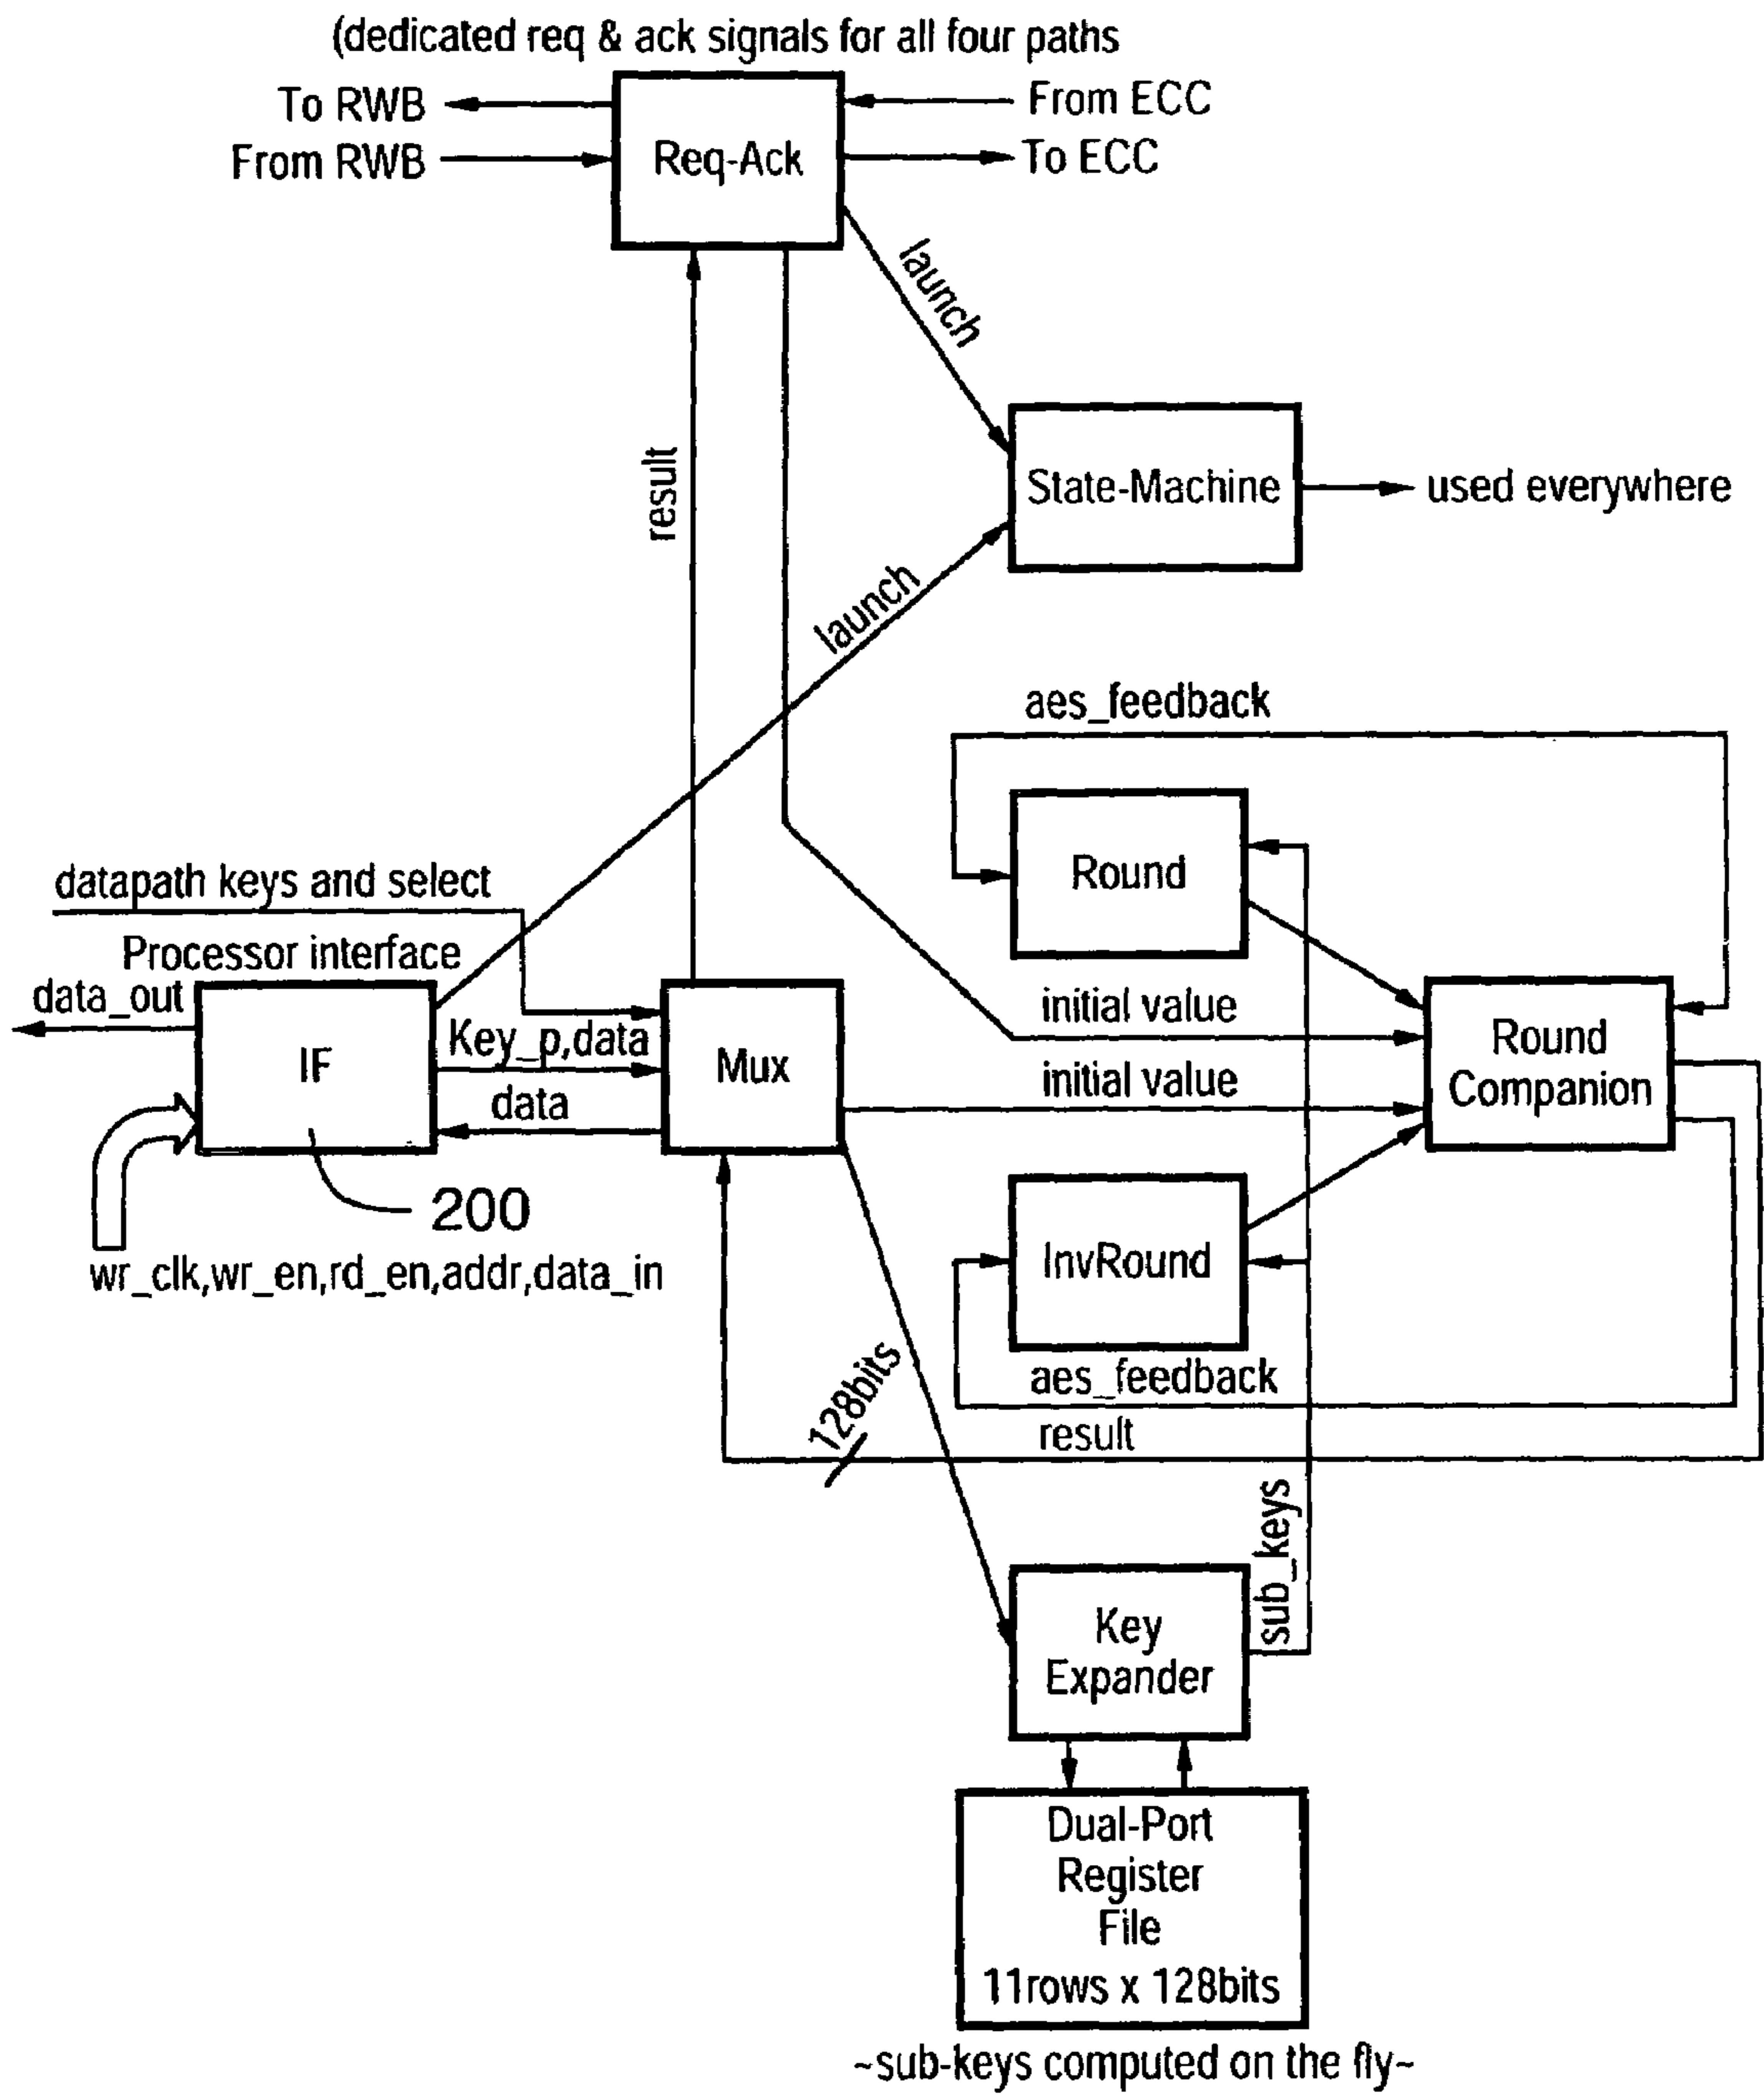 (dedicated req & ack signals for all four paths
To RWB
From ECC
From RWB
Req-Ack
To ECC
launch
result
State-Machine
used everywhere
launch
aes_feedback
Round
datapath keys and select
Processor interface
data_out
IF
Key_p,data
data
Mux
initial value
initial value
Round
Companion
200
wr_clk,wr_en,rd_en,addr,data_in
InvRound
aes_feedback
128bits
result
sub_keys
Key
Expander
Dual-Port
Register
File
11rows x 128bits
~sub-keys computed on the fly~